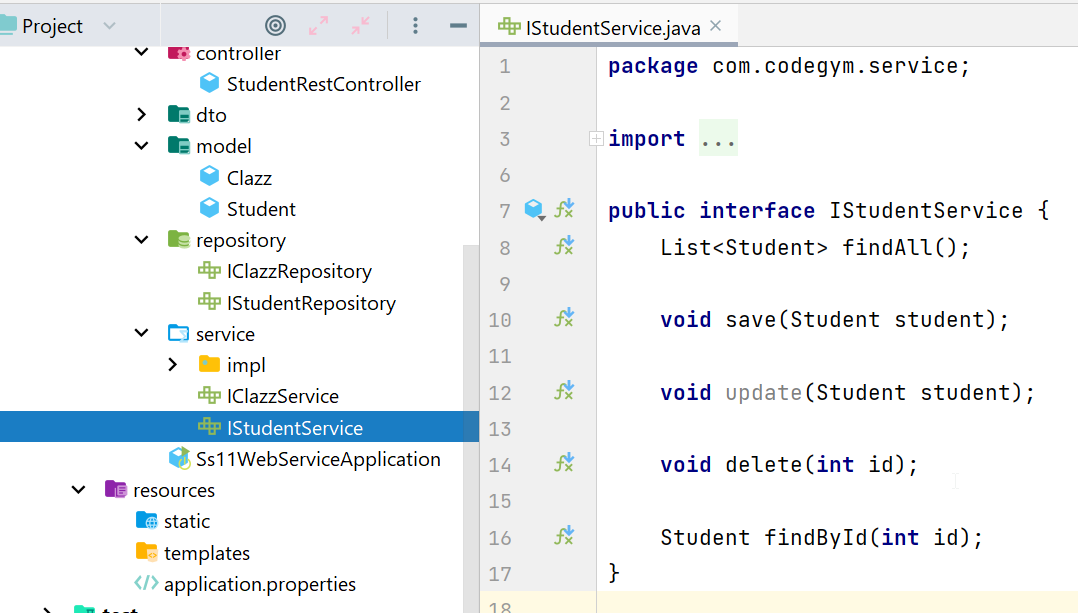 Project
controller
StudentRestController
dto
model
Clazz
Student
repository
IClazzRepository
IStudentRepository
service
impl
IClazzService
IStudentService
Ss11WebServiceApplication
resources
static
templates
application.properties
test
IStudentService.java
1 package com.codegym.service;
2
3 import ...
6
7 public interface IStudentService {
8 List<Student> findAll();
9
10 void save(Student student);
11
12 void update(Student student);
13
14 void delete(int id);
15
16 Student findById(int id);
17 }
18